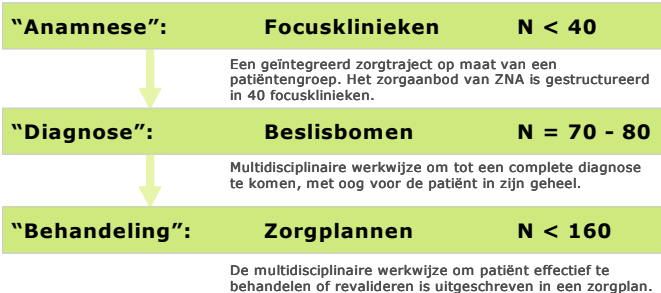 “Anamnese”: Focusklinieken N < 40
Een geïntegreerd zorgtraject op maat van een
patiëntengroep. Het zorgaanbod van ZNA is gestructureerd
in 40 focusklinieken.
“Diagnose”: Beslisbomen N = 70 - 80
Multidisciplinaire werkwijze om tot een complete diagnose
te komen, met oog voor de patiënt in zijn geheel.
“Behandeling”: Zorgplannen N < 160
De multidisciplinaire werkwijze om patiënt effectief te
behandelen of revalideren is uitgeschreven in een zorgplan.